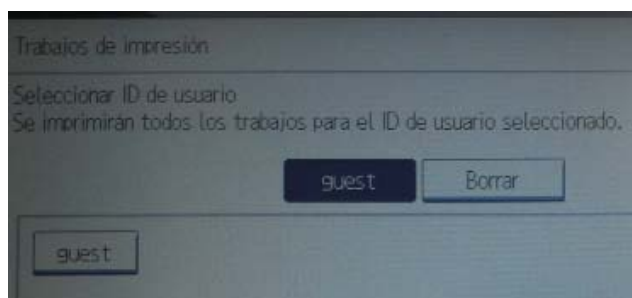 Trabajos de impresión
Seleccionar ID de usuario
Se imprimirán todos los trabajos para el ID de usuario seleccionado.
guest Borrar
guest